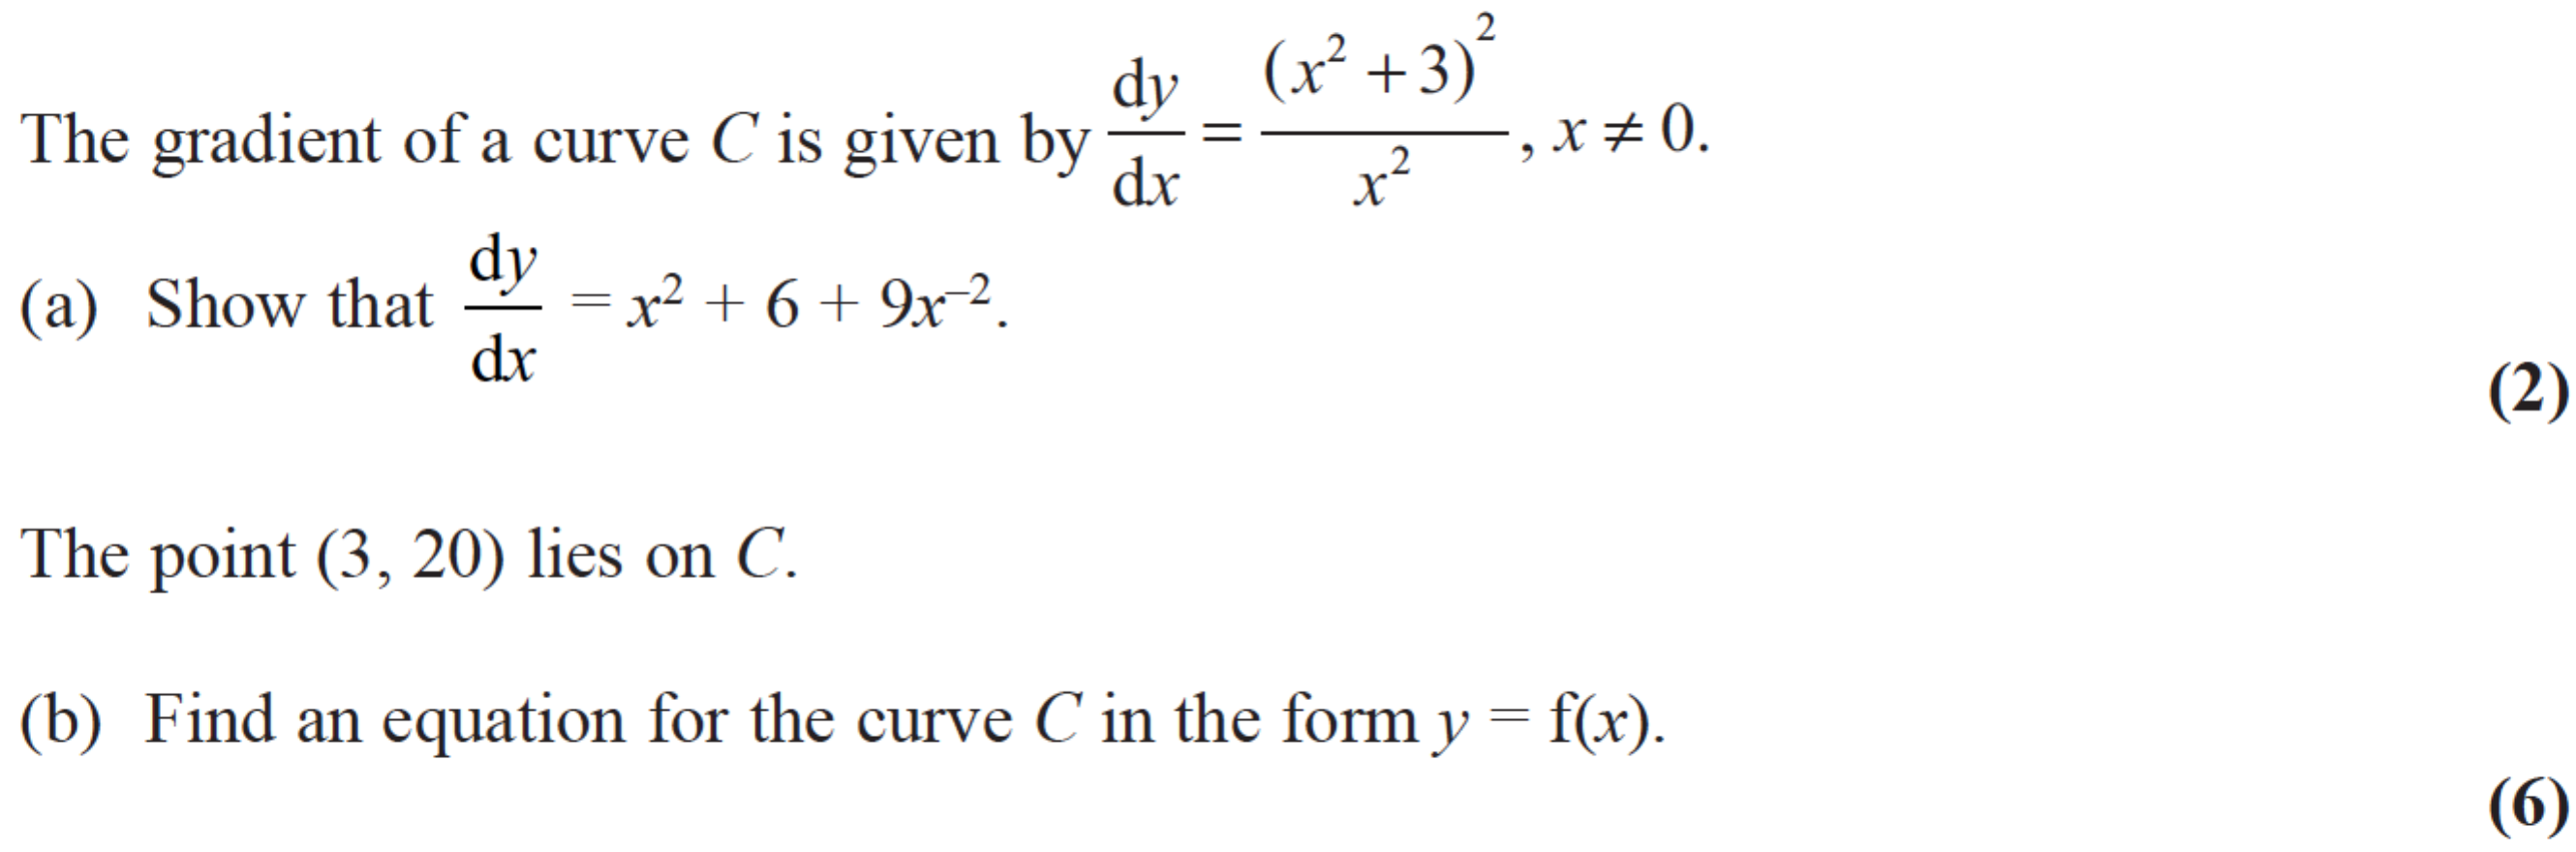 The gradient of a curve C is given by dy/dx = (x² + 3)²/x², x ≠ 0.
(a) Show that dy/dx = x² + 6 + 9x⁻².
(2)
The point (3, 20) lies on C.
(b) Find an equation for the curve C in the form y = f(x).
(6)